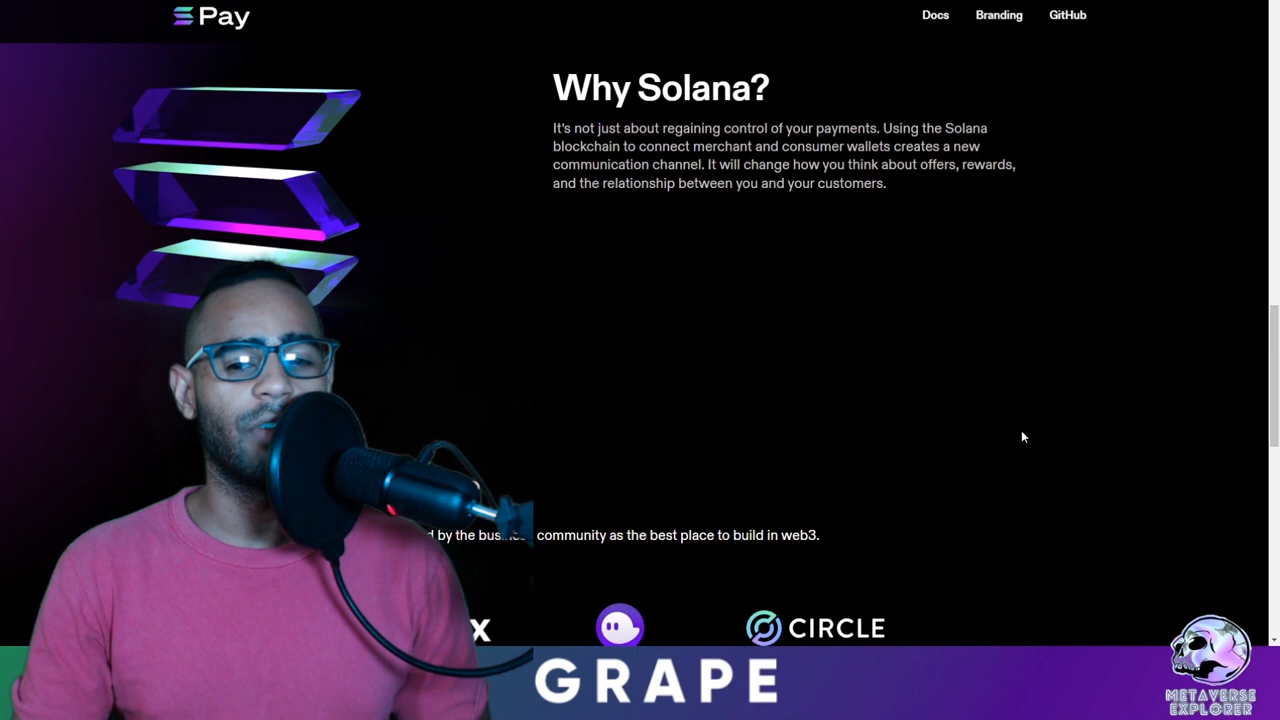 Pay
Docs
Branding
GitHub
Why Solana?
It's not just about regaining control of your payments. Using the Solana
blockchain to connect merchant and consumer wallets creates a new
communication channel. It will change how you think about offers, rewards,
and the relationship between you and your customers.
by the business community as the best place to build in web3.
CIRCLE
GRAPE
METAVERSE
EXPLORER